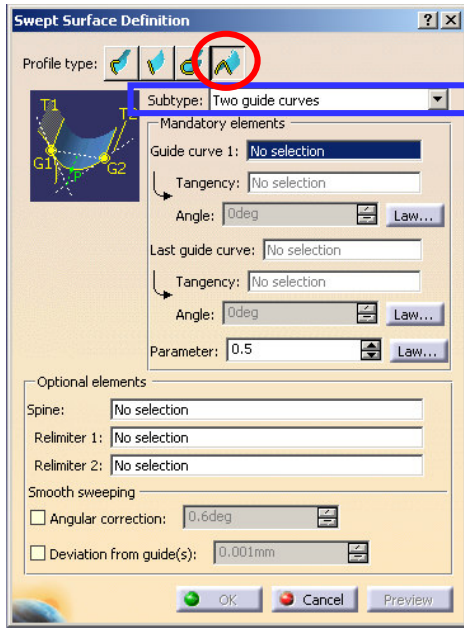 Swept Surface Definition
Profile type:
Subtype: Two guide curves
T1 T2
G1 P G2
Mandatory elements
Guide curve 1: No selection
Tangency: No selection
Angle: 0deg Law...
Last guide curve: No selection
Tangency: No selection
Angle: 0deg Law...
Parameter: 0.5 Law...
Optional elements
Spine: No selection
Relimiter 1: No selection
Relimiter 2: No selection
Smooth sweeping
Angular correction: 0.6deg
Deviation from guide(s): 0.001mm
OK Cancel Preview